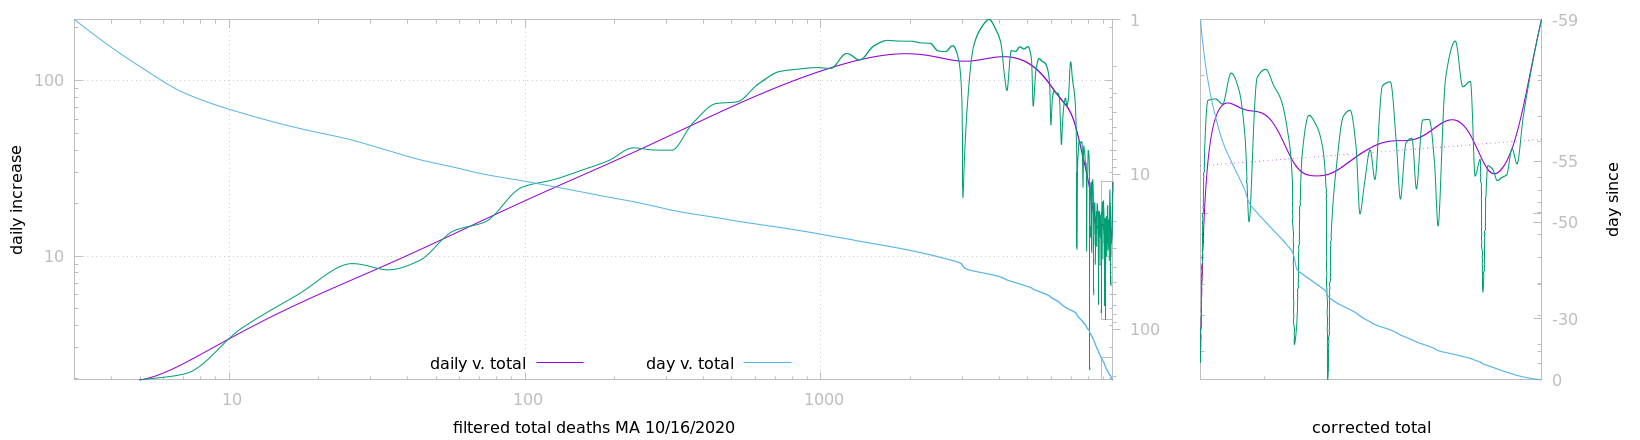 1
-59
100
daily increase
10
-55
-50
day since
10
100
-30
daily v. total
day v. total
0
10
100
1000
filtered total deaths MA 10/16/2020
corrected total